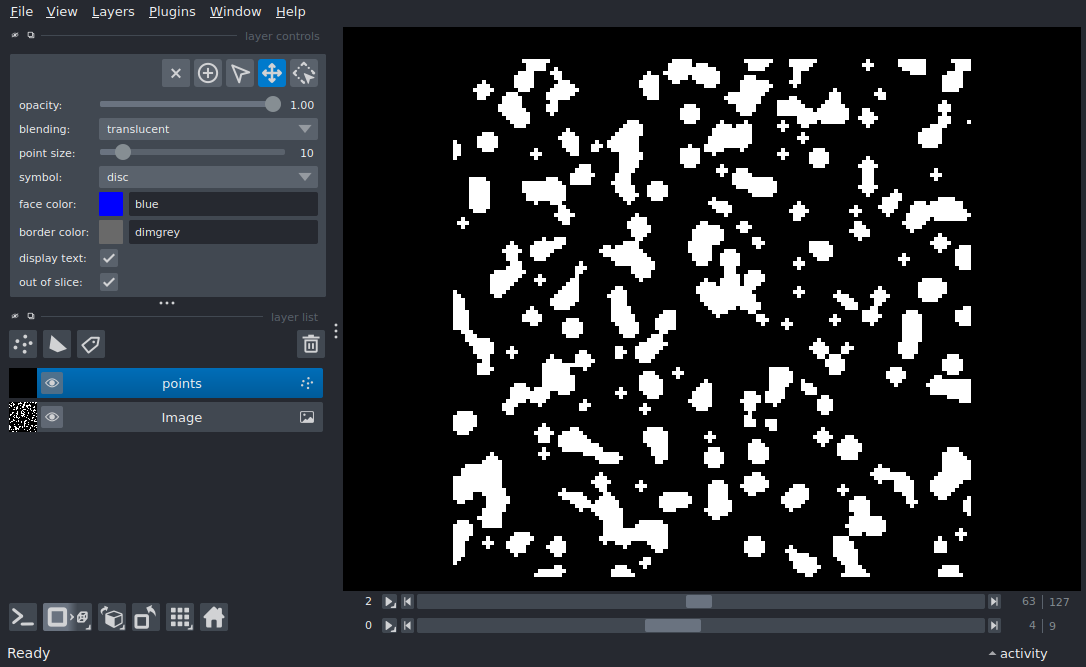 File View Layers Plugins Window Help
layer controls
opacity: 1.00
blending: translucent
point size: 10
symbol: disc
face color: blue
border color: dimgrey
display text:
out of slice:
layer list
points
Image
2 63 127
0 4 9
Ready activity